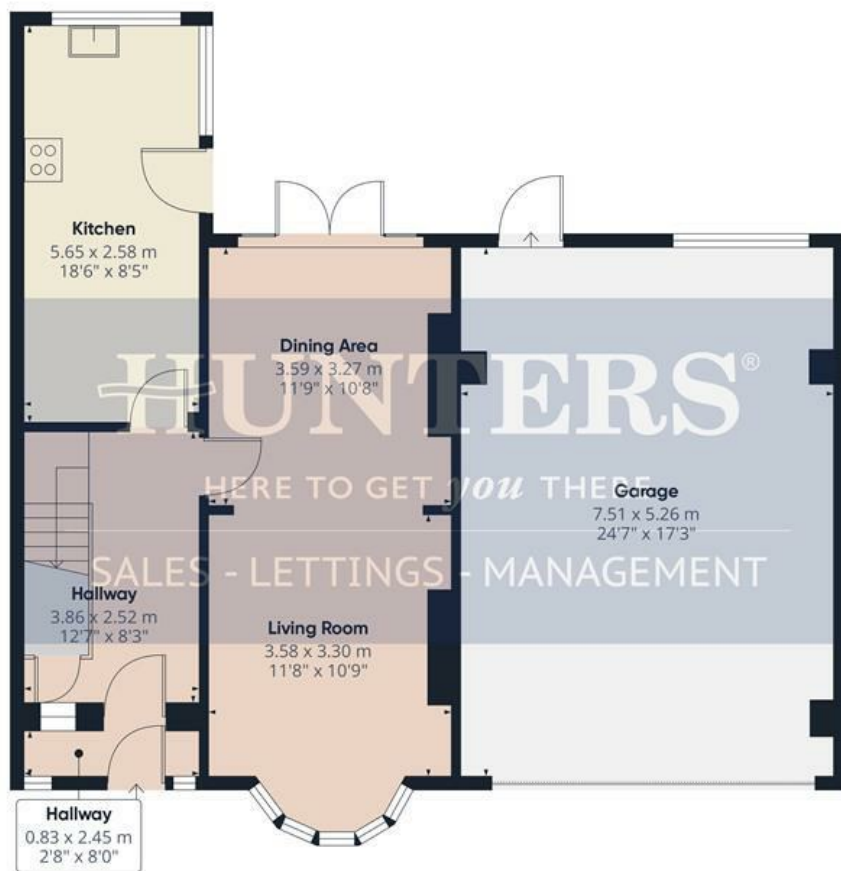 Kitchen
5.65 x 2.58 m
18'6" x 8'5"
Dining Area
3.59 x 3.27 m
11'9" x 10'8"
HUNTERS®
HERE TO GET you THERE
Garage
7.51 x 5.26 m
24'7" x 17'3"
SALES - LETTINGS - MANAGEMENT
Hallway
3.86 x 2.52 m
12'7" x 8'3"
Living Room
3.58 x 3.30 m
11'8" x 10'9"
Hallway
0.83 x 2.45 m
2'8" x 8'0"